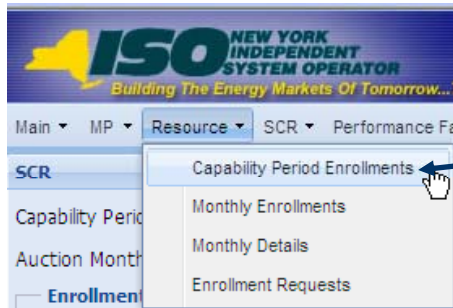 ISO NEW YORK
INDEPENDENT
SYSTEM OPERATOR
Building The Energy Markets Of Tomorrow...
Main MP Resource SCR Performance Fa
SCR
Capability Period Enrollments
Capability Perio
Monthly Enrollments
Auction Month
Monthly Details
Enrollment
Enrollment Requests